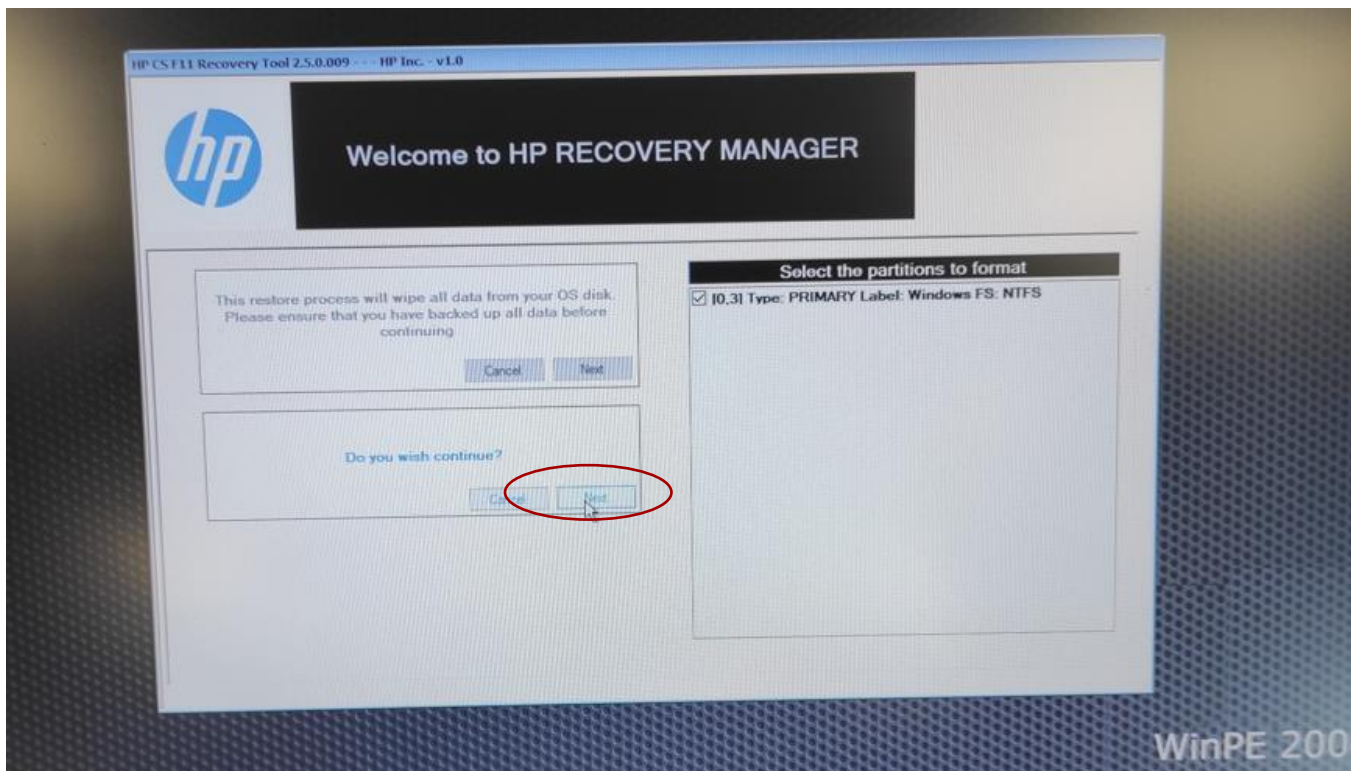 HP CS F11 Recovery Tool 2.5.0.009 - - - HP Inc. - v1.0
hp
Welcome to HP RECOVERY MANAGER
This restore process will wipe all data from your OS disk.
Please ensure that you have backed up all data before
continuing
Cancel Next
Do you wish continue?
Cancel Next
Select the partitions to format
[0,3] Type: PRIMARY Label: Windows FS: NTFS
WinPE 200